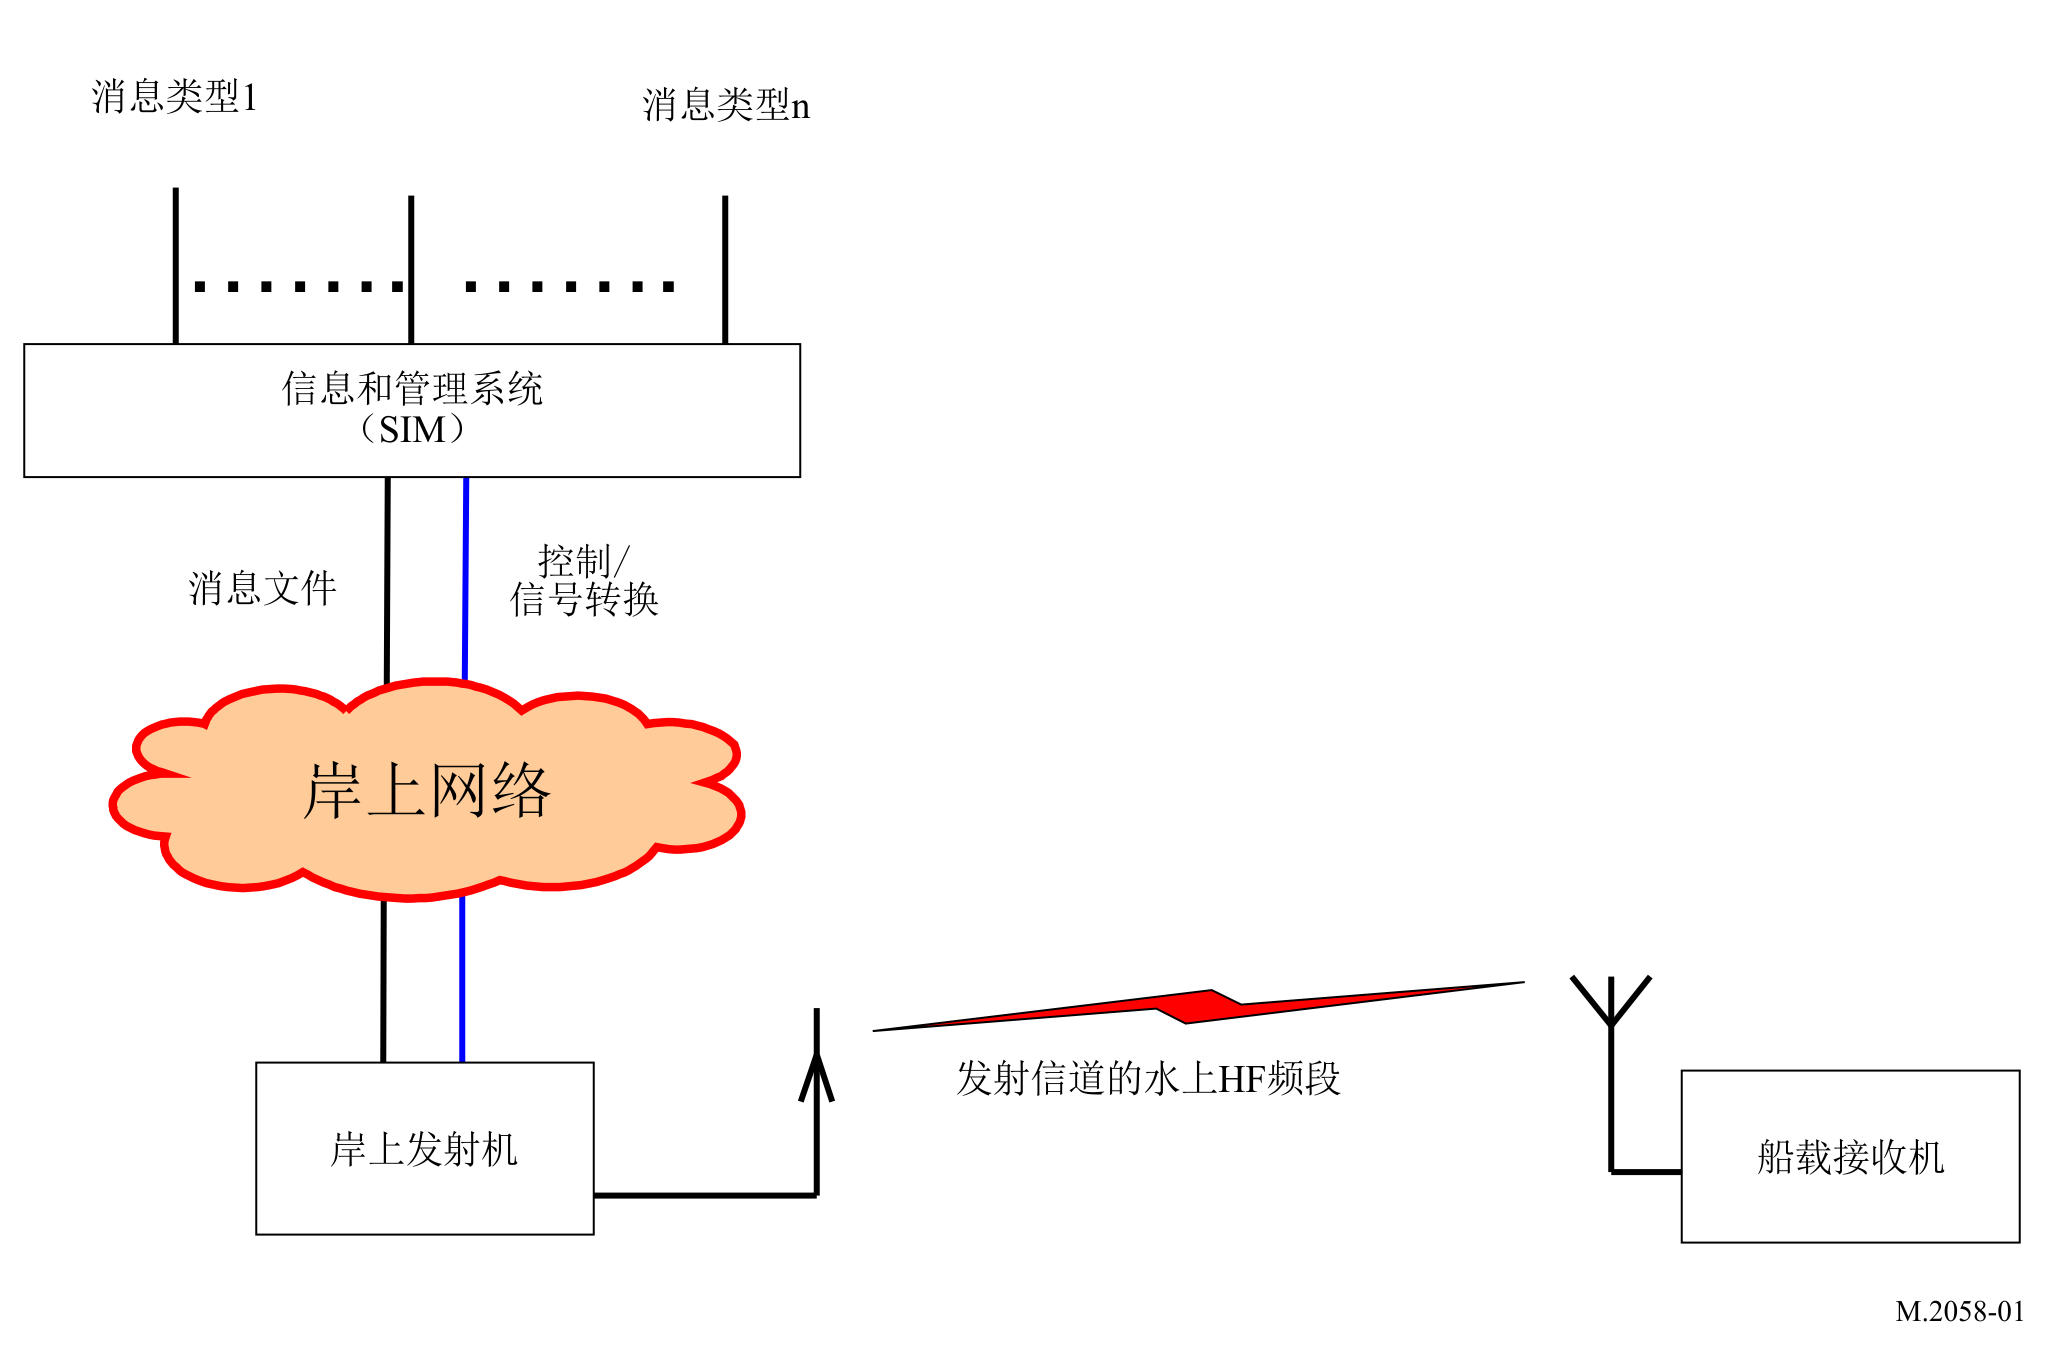 消息类型1
消息类型n
信息和管理系统
（SIM）
消息文件
控制/
信号转换
岸上网络
发射信道的水上HF频段
岸上发射机
船载接收机
M.2058-01